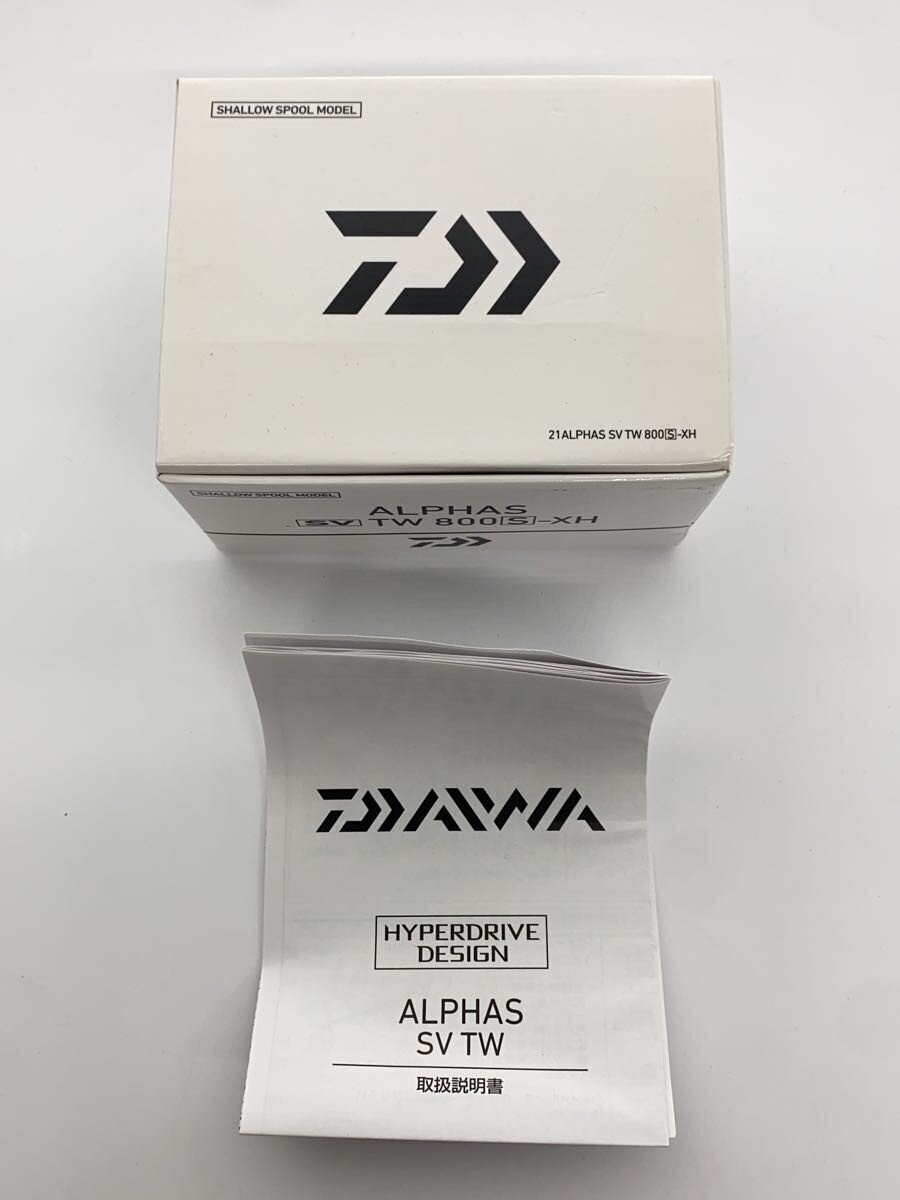 SHALLOW SPOOL MODEL
21ALPHAS SV TW 800S-XH
SHALLOW SPOOL MODEL
ALPHAS
SV TW 800S-XH
DAIWA
HYPERDRIVE
DESIGN
ALPHAS
SV TW
取扱説明書